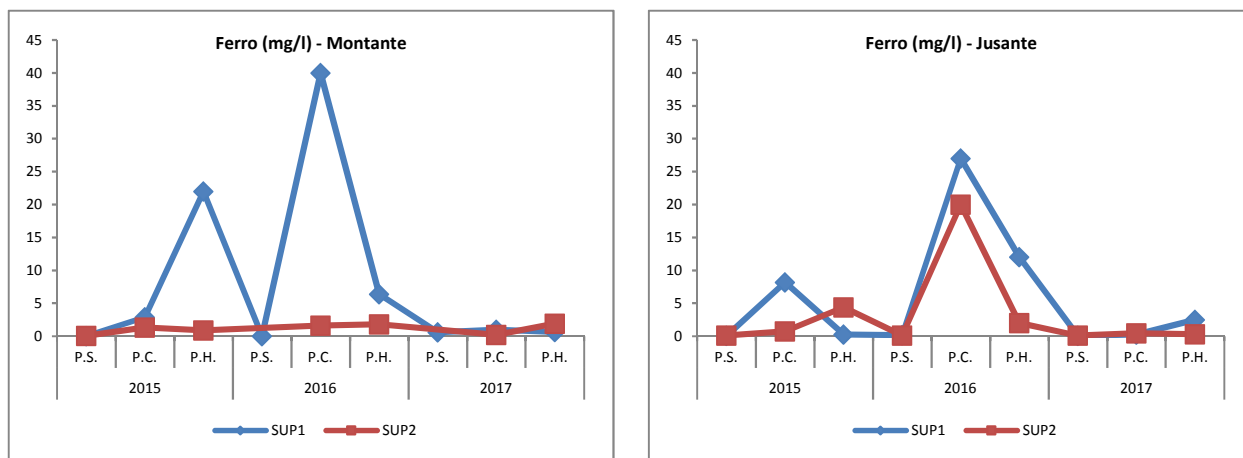 Ferro (mg/l) - Montante
45
40
35
30
25
20
15
10
5
0
P.S. P.C. P.H. P.S. P.C. P.H. P.S. P.C. P.H.
2015 2016 2017
SUP1 SUP2
Ferro (mg/l) - Jusante
45
40
35
30
25
20
15
10
5
0
P.S. P.C. P.H. P.S. P.C. P.H. P.S. P.C. P.H.
2015 2016 2017
SUP1 SUP2